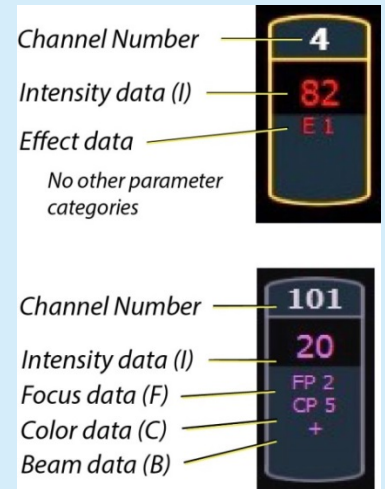 Channel Number
4
Intensity data (I)
82
Effect data
E 1
No other parameter
categories
Channel Number
101
Intensity data (I)
20
Focus data (F)
FP 2
Color data (C)
CP 5
Beam data (B)
+